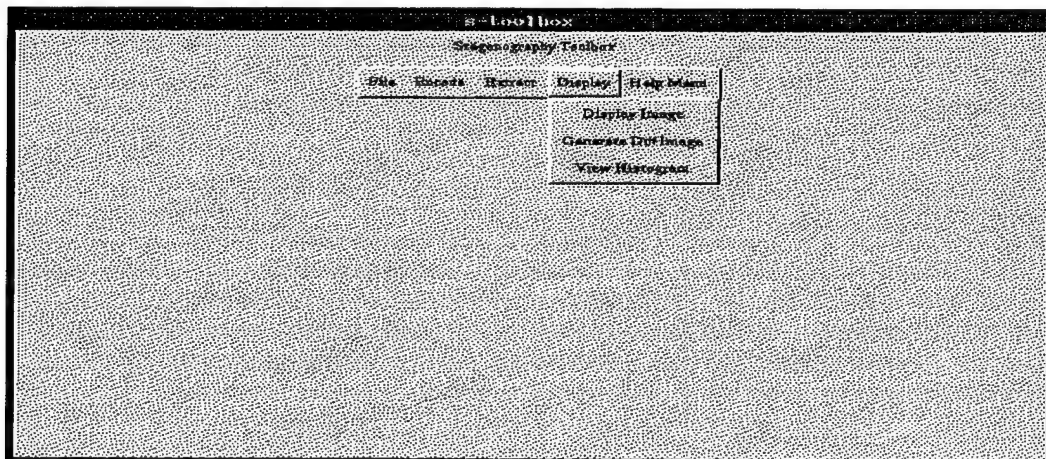 s-toolbox
Steganography Toolbox
File Encode Extract Display Help Menu
Display Image
Generate Diff Image
View Histogram